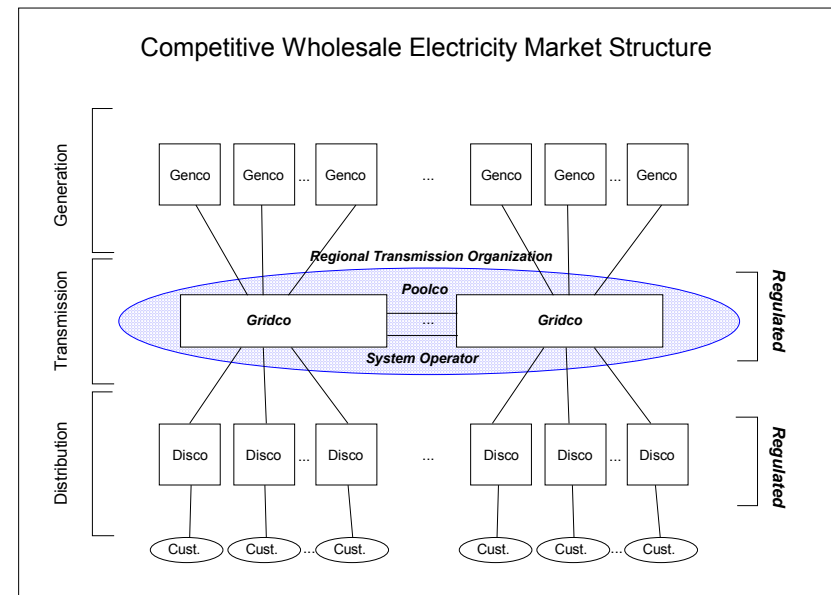 Competitive Wholesale Electricity Market Structure
Generation
Genco
Genco
...
Genco
...
Genco
Genco
...
Genco
Transmission
Regional Transmission Organization
Poolco
Gridco
...
Gridco
System Operator
Regulated
Distribution
Disco
Disco
...
Disco
...
Disco
Disco
...
Disco
Regulated
Cust.
Cust.
...
Cust.
Cust.
Cust.
...
Cust.